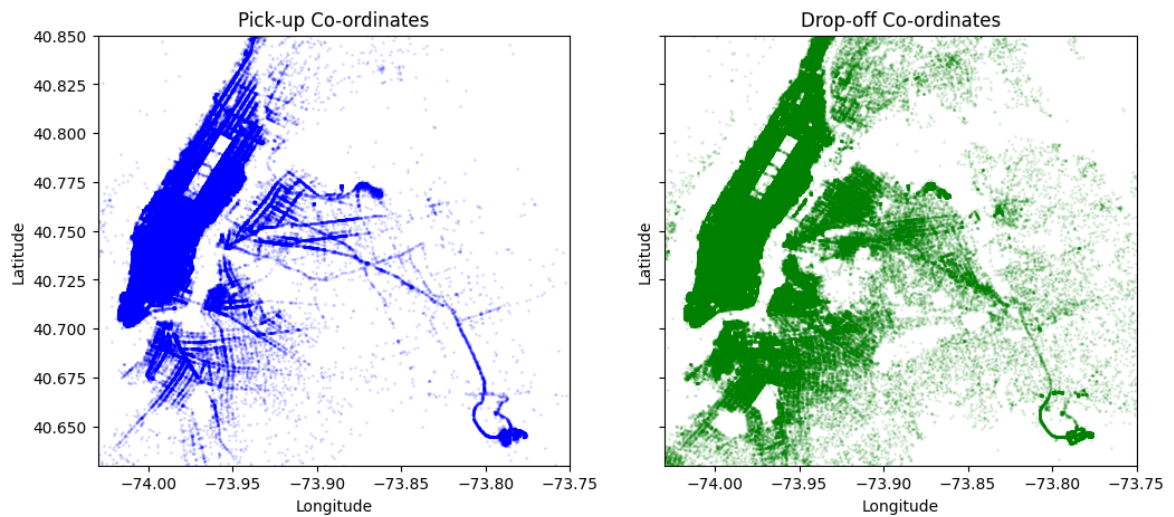 Pick-up Co-ordinates
Drop-off Co-ordinates
40.850
40.825
40.800
40.775
40.750
40.725
40.700
40.675
40.650
Latitude
Latitude
−74.00 −73.95 −73.90 −73.85 −73.80 −73.75
−74.00 −73.95 −73.90 −73.85 −73.80 −73.75
Longitude
Longitude